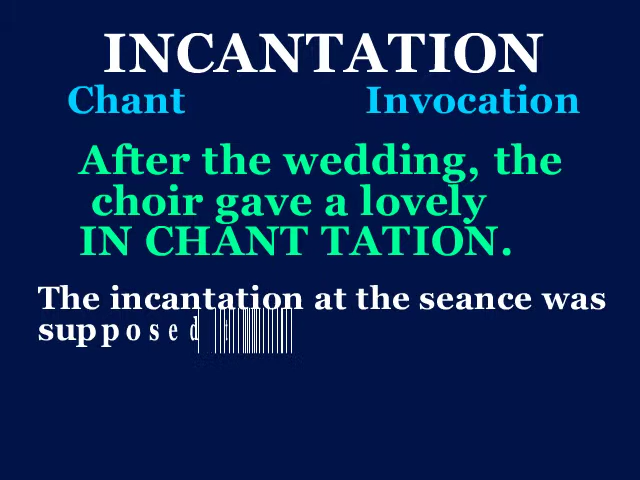 INCANTATION
Chant Invocation
After the wedding, the
choir gave a lovely
IN CHANT TATION.
The incantation at the seance was
supposed